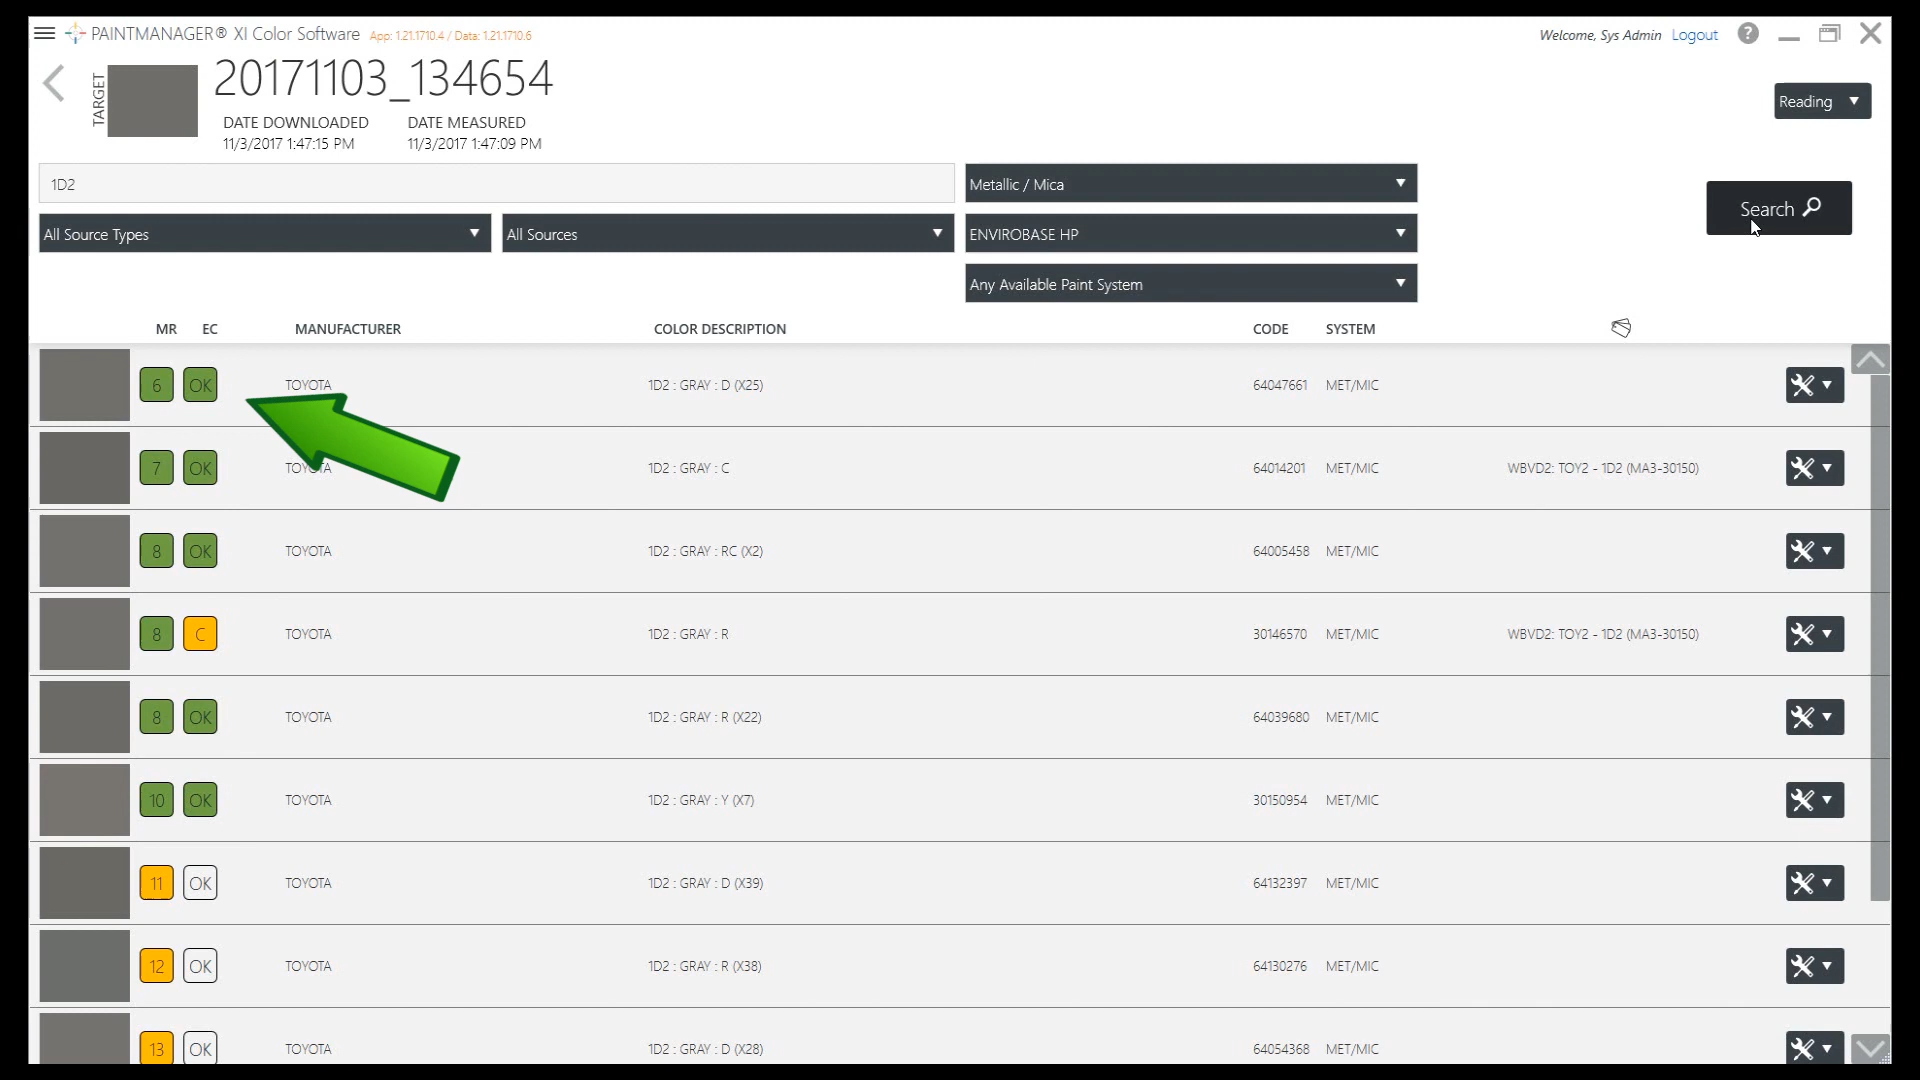 PAINTMANAGER® XI Color Software App: 1.21.1710.4 / Data: 1.21.1710.6
Welcome, Sys Admin Logout ?
TARGET
20171103_134654
DATE DOWNLOADED DATE MEASURED
11/3/2017 1:47:15 PM 11/3/2017 1:47:09 PM
Reading
1D2 Metallic / Mica
Search
All Source Types All Sources ENVIROBASE HP
Any Available Paint System
MR EC MANUFACTURER COLOR DESCRIPTION CODE SYSTEM
6 OK TOYOTA 1D2 : GRAY : D (X25) 64047661 MET/MIC
7 OK TOYOTA 1D2 : GRAY : C 64014201 MET/MIC WBVD2: TOY2 - 1D2 (MA3-30150)
8 OK TOYOTA 1D2 : GRAY : RC (X2) 64005458 MET/MIC
8 C TOYOTA 1D2 : GRAY : R 30146570 MET/MIC WBVD2: TOY2 - 1D2 (MA3-30150)
8 OK TOYOTA 1D2 : GRAY : R (X22) 64039680 MET/MIC
10 OK TOYOTA 1D2 : GRAY : Y (X7) 30150954 MET/MIC
11 OK TOYOTA 1D2 : GRAY : D (X39) 64132397 MET/MIC
12 OK TOYOTA 1D2 : GRAY : R (X38) 64130276 MET/MIC
13 OK TOYOTA 1D2 : GRAY : D (X28) 64054368 MET/MIC